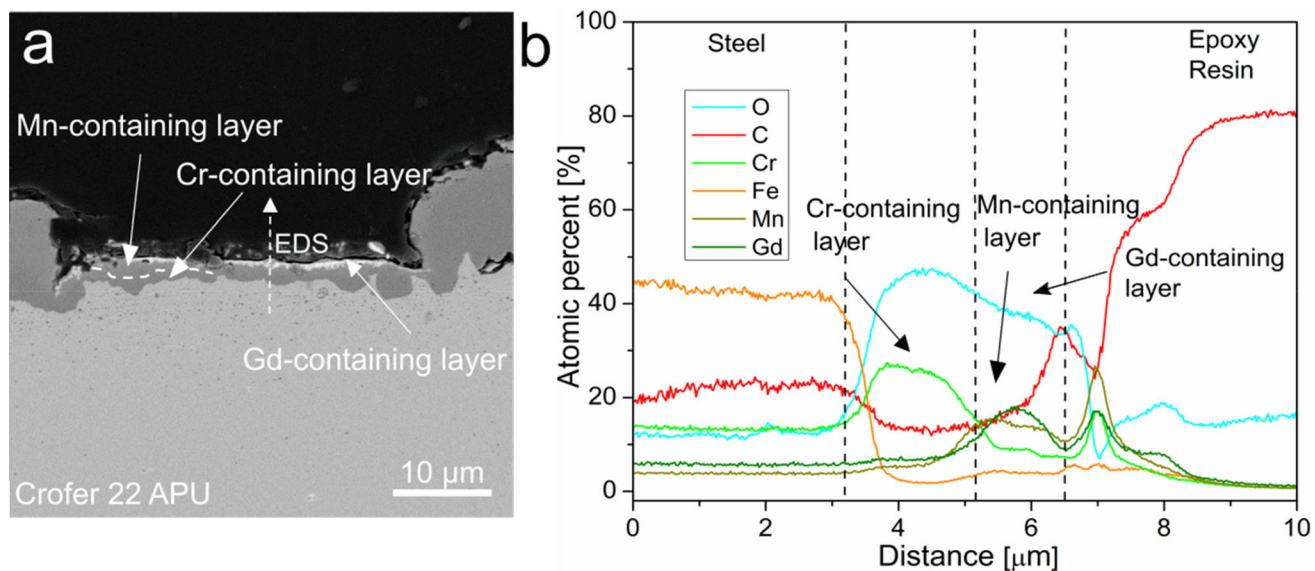 a
Mn-containing layer
Cr-containing layer
EDS
Gd-containing layer
Crofer 22 APU
10 μm
b
Atomic percent [%]
100
80
60
40
20
0
Steel
Epoxy
Resin
O
C
Cr
Fe
Mn
Gd
Cr-containing
layer
Mn-containing
layer
Gd-containing
layer
0
2
4
6
8
10
Distance [μm]